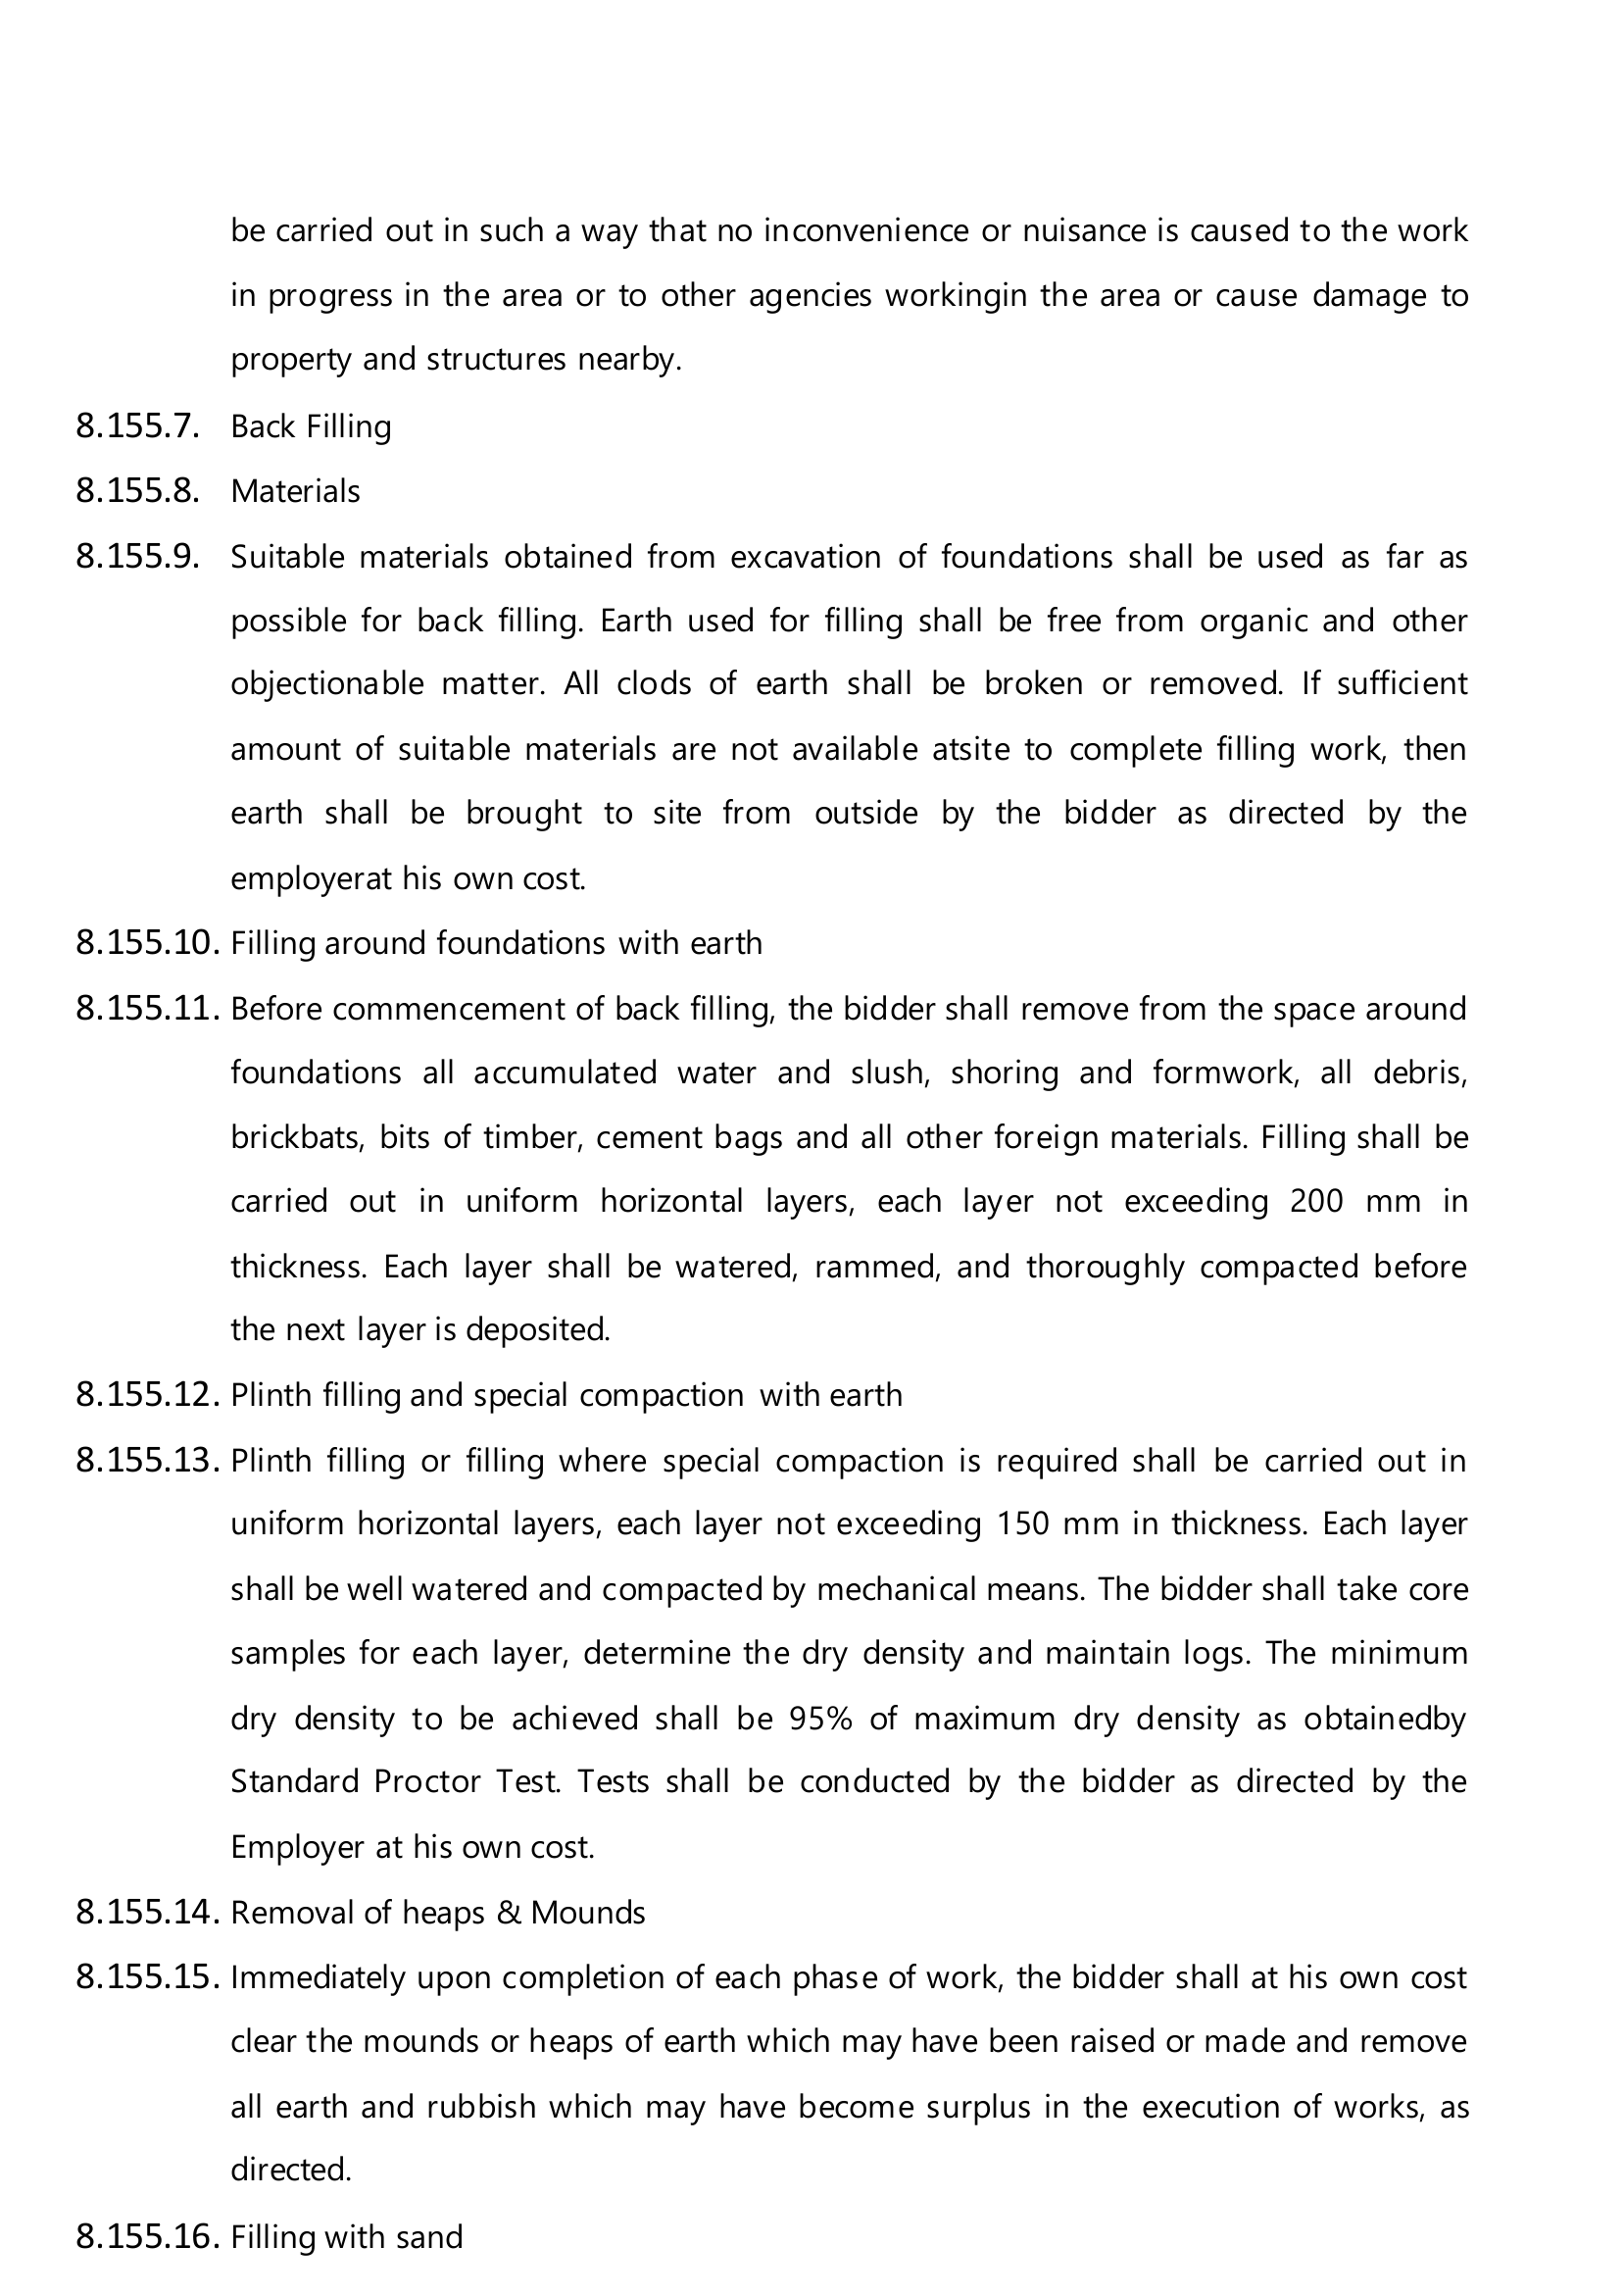 be carried out in such a way that no inconvenience or nuisance is caused to the work
in progress in the area or to other agencies workingin the area or cause damage to
property and structures nearby.
8.155.7. Back Filling
8.155.8. Materials
8.155.9. Suitable materials obtained from excavation of foundations shall be used as far as
possible for back filling. Earth used for filling shall be free from organic and other
objectionable matter. All clods of earth shall be broken or removed. If sufficient
amount of suitable materials are not available atsite to complete filling work, then
earth shall be brought to site from outside by the bidder as directed by the
employerat his own cost.
8.155.10. Filling around foundations with earth
8.155.11. Before commencement of back filling, the bidder shall remove from the space around
foundations all accumulated water and slush, shoring and formwork, all debris,
brickbats, bits of timber, cement bags and all other foreign materials. Filling shall be
carried out in uniform horizontal layers, each layer not exceeding 200 mm in
thickness. Each layer shall be watered, rammed, and thoroughly compacted before
the next layer is deposited.
8.155.12. Plinth filling and special compaction with earth
8.155.13. Plinth filling or filling where special compaction is required shall be carried out in
uniform horizontal layers, each layer not exceeding 150 mm in thickness. Each layer
shall be well watered and compacted by mechanical means. The bidder shall take core
samples for each layer, determine the dry density and maintain logs. The minimum
dry density to be achieved shall be 95% of maximum dry density as obtainedby
Standard Proctor Test. Tests shall be conducted by the bidder as directed by the
Employer at his own cost.
8.155.14. Removal of heaps & Mounds
8.155.15. Immediately upon completion of each phase of work, the bidder shall at his own cost
clear the mounds or heaps of earth which may have been raised or made and remove
all earth and rubbish which may have become surplus in the execution of works, as
directed.
8.155.16. Filling with sand